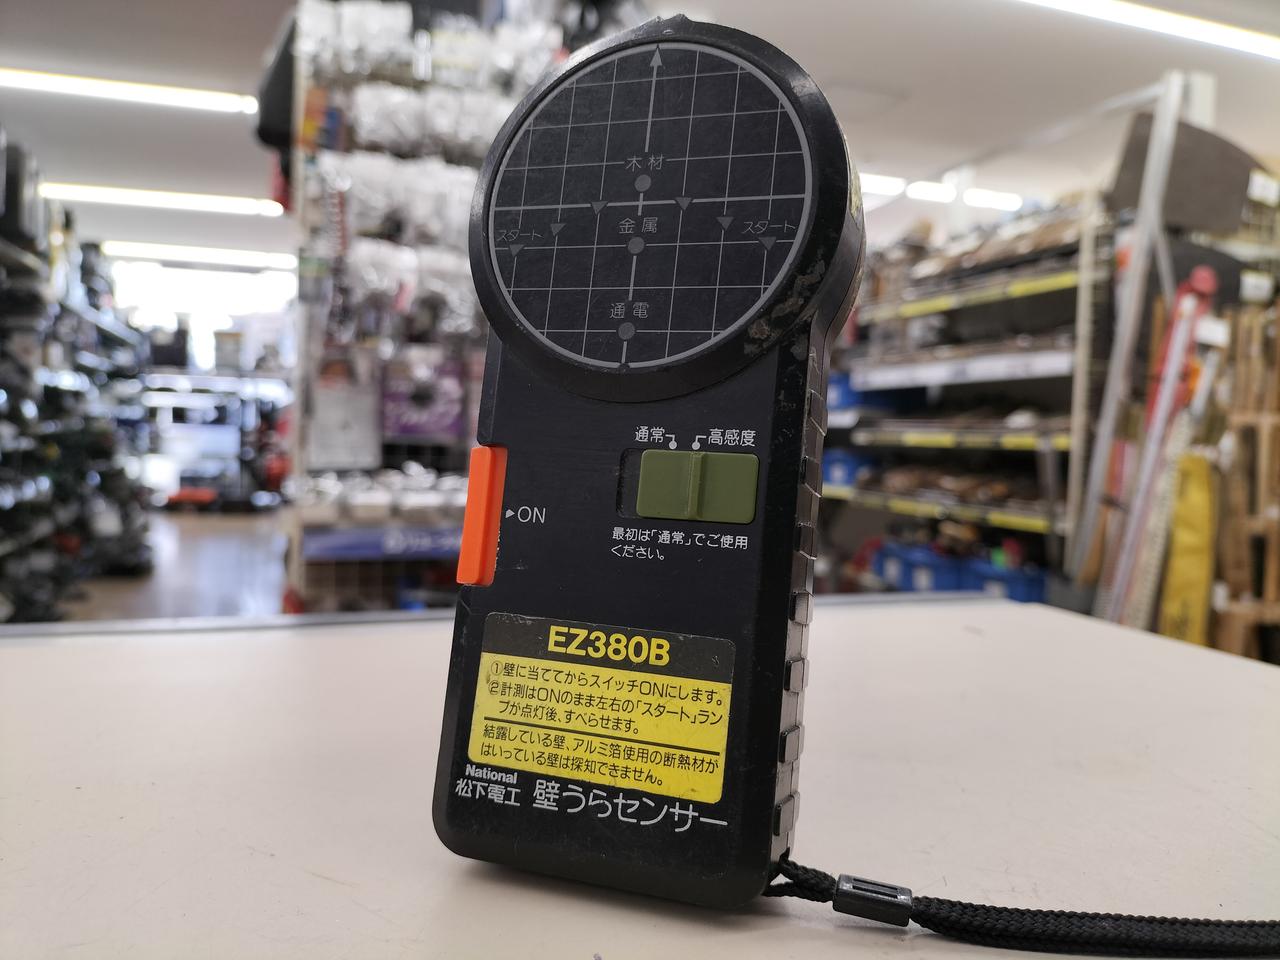 木材
スタート 金属 スタート
通電
通常 高感度
ON
最初は「通常」でご使用
ください。
EZ380B
①壁に当ててからスイッチONにします。
②計測はONのまま左右の「スタート」ラン
プが点灯後、すべらせます。
結露している壁、アルミ箔使用の断熱材が
はいっている壁は探知できません。
National
松下電工 壁うらセンサー